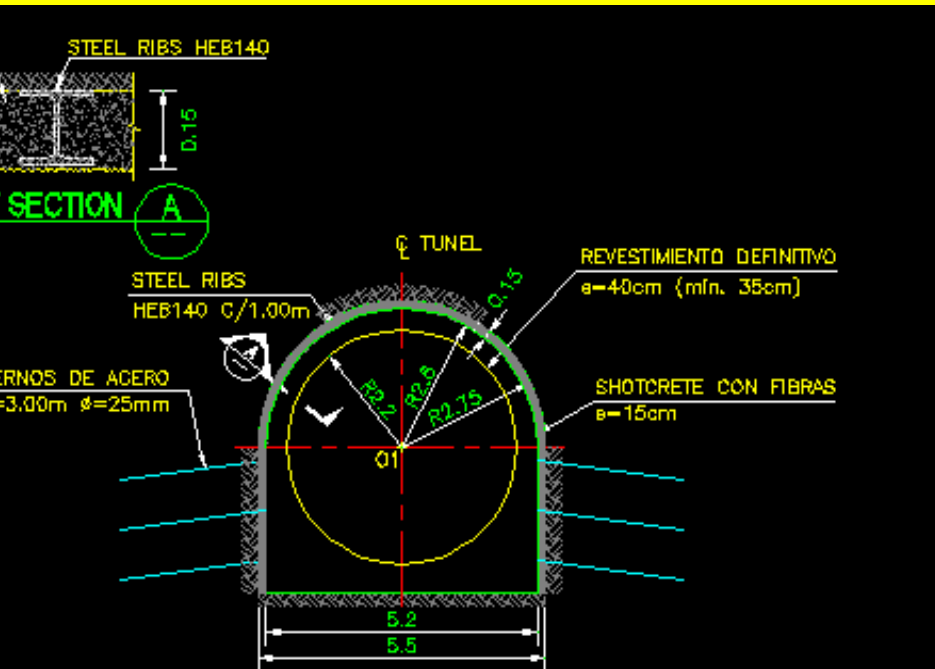 STEEL RIBS HEB140
0.15
SECTION
A
--
℄ TUNEL
STEEL RIBS
HEB140 C/1.00m
0.15
REVESTIMIENTO DEFINITIVO
e=40cm (mín. 35cm)
A
ERNOS DE ACERO
=3.00m ø=25mm
R2.2
R2.6
R2.75
SHOTCRETE CON FIBRAS
e=15cm
O1
5.2
5.5